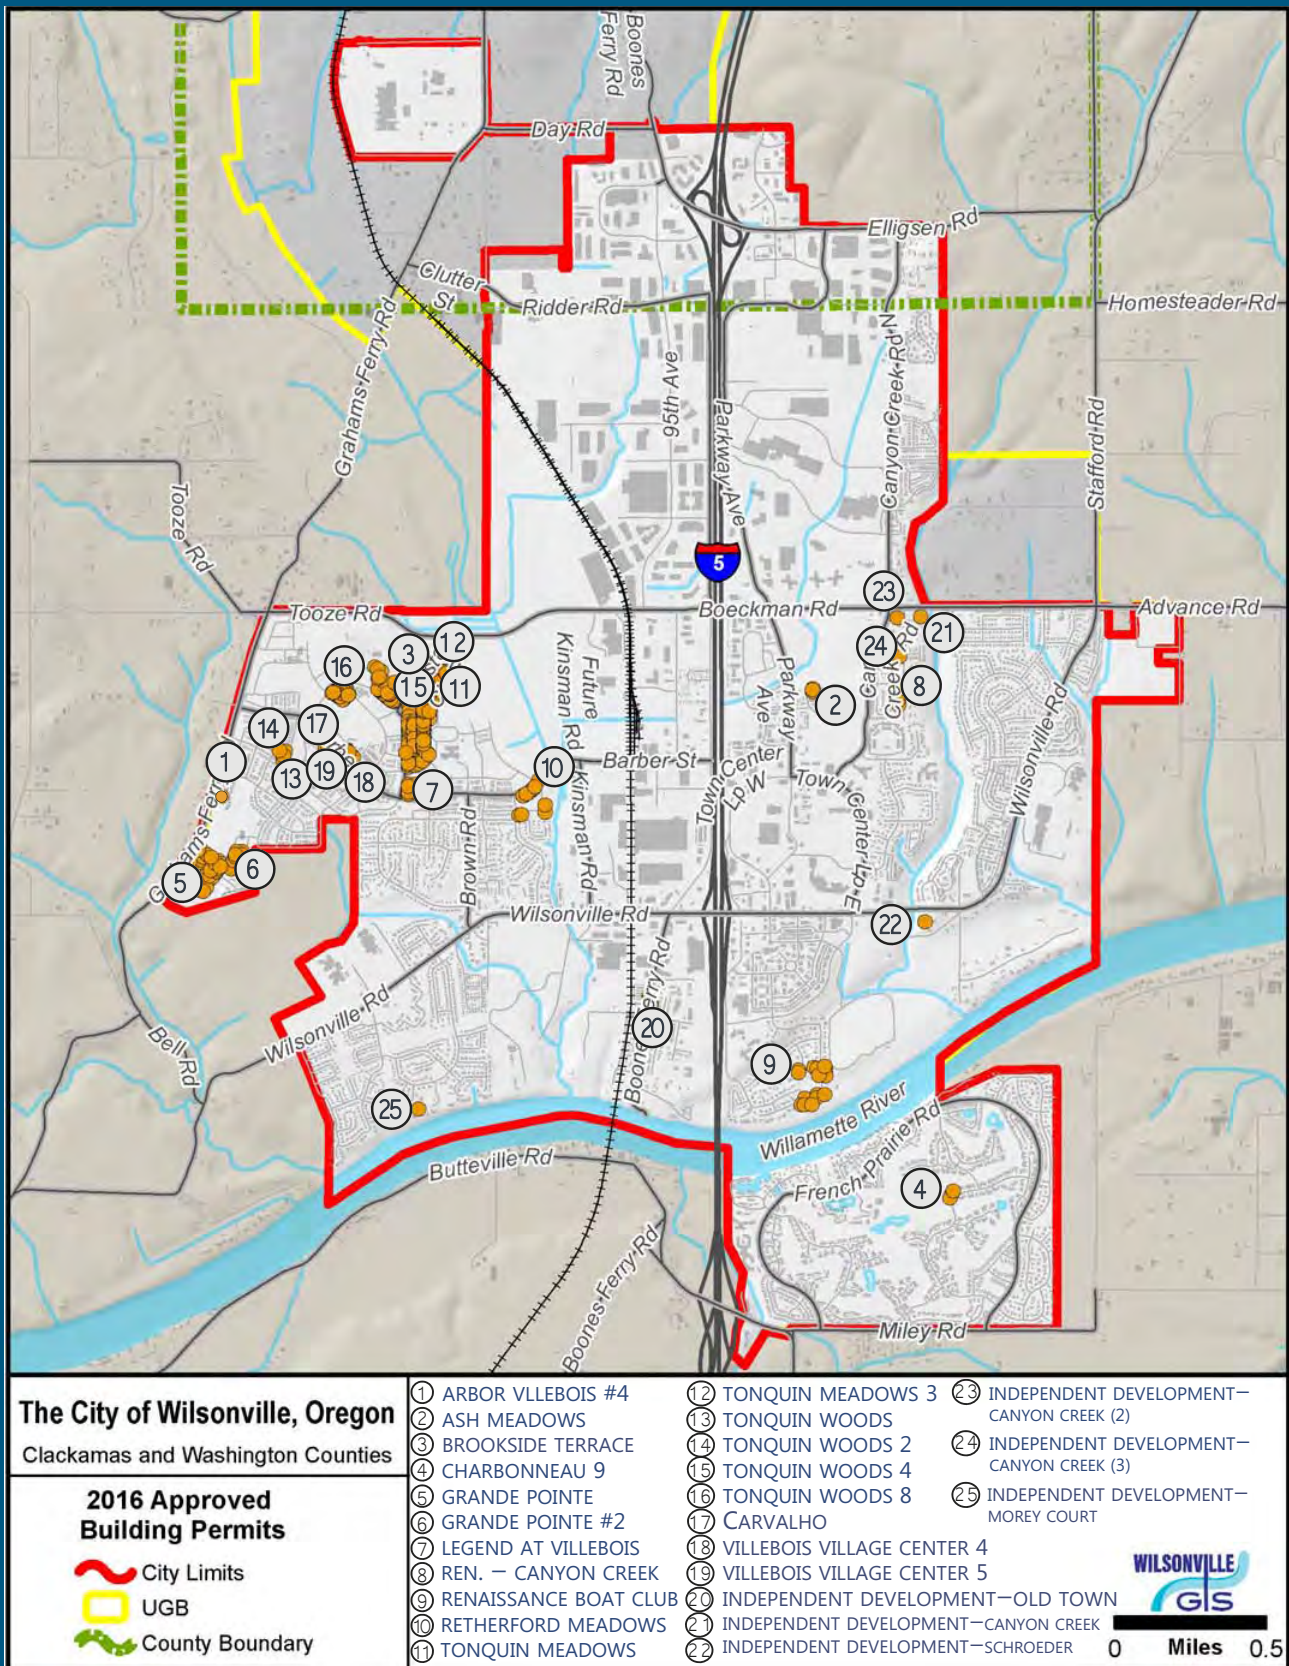 Boones
Ferry Rd
Day Rd
Elligsen Rd
Clutter
St
Ridder Rd
Homesteader Rd
Grahams Ferry Rd
95th Ave
Parkway Ave
Canyon Creek Rd N
Stafford Rd
Tooze Rd
5
23
Tooze Rd
Boeckman Rd
Advance Rd
12
3
24
21
16
15
11
8
2
Future
Kinsman Rd
Parkway
Ave
Creek Rd
Wilsonville Rd
14
17
1
13
19
18
7
10
Barber St
Town Center
Lp W
Town Center Lp E
Kinsman Rd
Brown Rd
5
6
Wilsonville Rd
22
Bell Rd
Wilsonville Rd
20
Boones Ferry Rd
9
25
Willamette River
Butteville Rd
French Prairie Rd
4
Boones Ferry Rd
Miley Rd
The City of Wilsonville, Oregon
Clackamas and Washington Counties
2016 Approved
Building Permits
City Limits
UGB
County Boundary
1 ARBOR VLLEBOIS #4
2 ASH MEADOWS
3 BROOKSIDE TERRACE
4 CHARBONNEAU 9
5 GRANDE POINTE
6 GRANDE POINTE #2
7 LEGEND AT VILLEBOIS
8 REN. – CANYON CREEK
9 RENAISSANCE BOAT CLUB
10 RETHERFORD MEADOWS
11 TONQUIN MEADOWS
12 TONQUIN MEADOWS 3
13 TONQUIN WOODS
14 TONQUIN WOODS 2
15 TONQUIN WOODS 4
16 TONQUIN WOODS 8
17 CARVALHO
18 VILLEBOIS VILLAGE CENTER 4
19 VILLEBOIS VILLAGE CENTER 5
20 INDEPENDENT DEVELOPMENT–OLD TOWN
21 INDEPENDENT DEVELOPMENT–CANYON CREEK
22 INDEPENDENT DEVELOPMENT–SCHROEDER
23 INDEPENDENT DEVELOPMENT–
CANYON CREEK (2)
24 INDEPENDENT DEVELOPMENT–
CANYON CREEK (3)
25 INDEPENDENT DEVELOPMENT–
MOREY COURT
WILSONVILLE
GIS
0 Miles 0.5